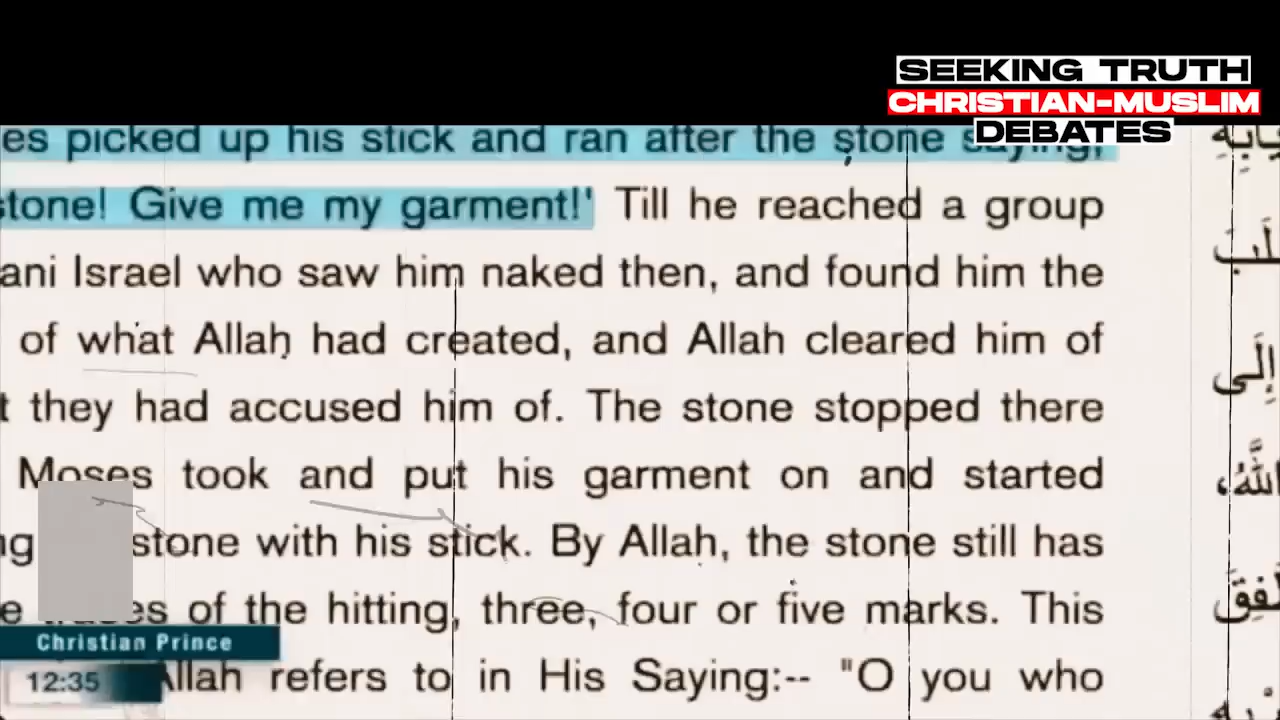 SEEKING TRUTH
CHRISTIAN-MUSLIM
DEBATES
es picked up his stick and ran after the stone saying,
stone! Give me my garment!' Till he reached a group
ani Israel who saw him naked then, and found him the
of what Allah had created, and Allah cleared him of
t they had accused him of. The stone stopped there
Moses took and put his garment on and started
ng stone with his stick. By Allah, the stone still has
e traces of the hitting, three, four or five marks. This
Allah refers to in His Saying:-- "O you who
إِلَى
اللَّهُ،
Christian Prince
12:35